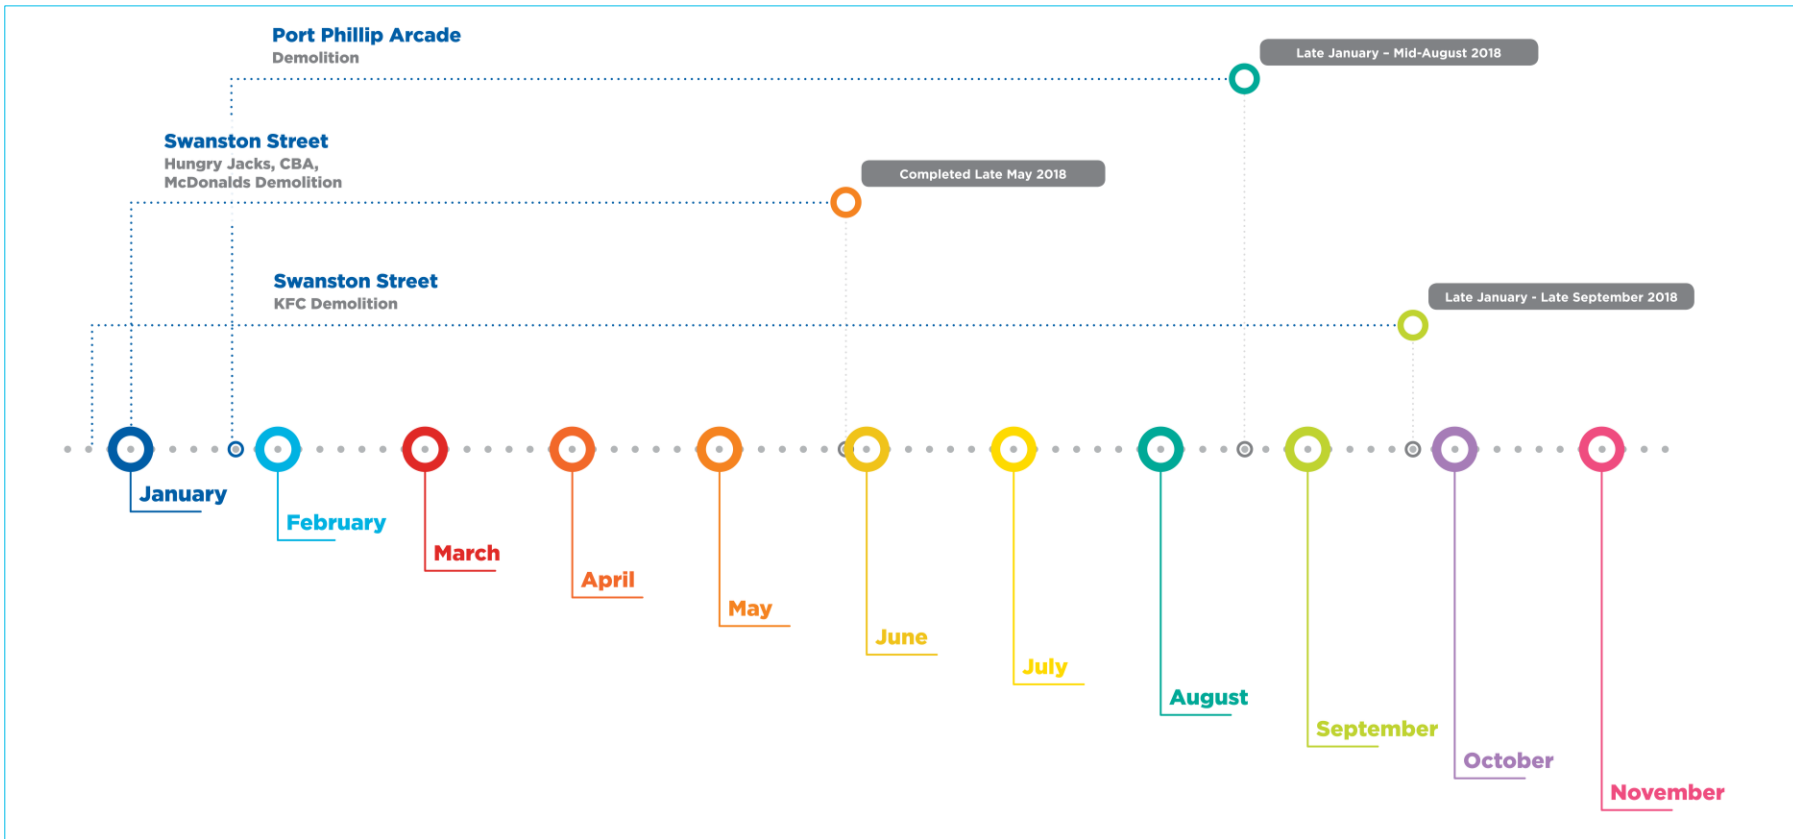 Port Phillip Arcade
Demolition
Late January – Mid-August 2018
Swanston Street
Hungry Jacks, CBA,
McDonalds Demolition
Completed Late May 2018
Swanston Street
KFC Demolition
Late January - Late September 2018
January
February
March
April
May
June
July
August
September
October
November